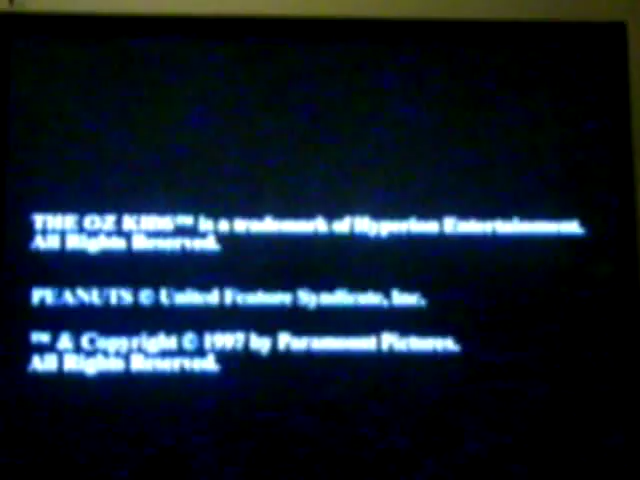 THE OZ KIDS™ is a trademark of Hyperion Entertainment.
All Rights Reserved.
PEANUTS © United Feature Syndicate, Inc.
™ & Copyright © 1997 by Paramount Pictures.
All Rights Reserved.